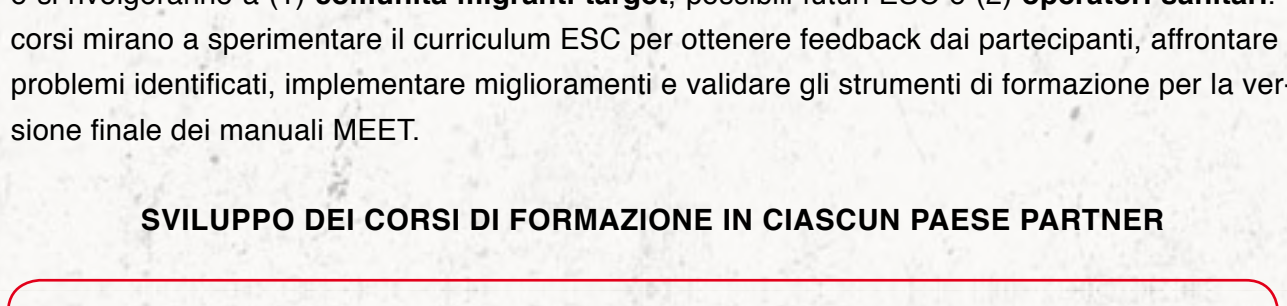 e si rivolgeranno a (1) comunità migranti target, possibili futuri ESC e (2) operatori sanitari.
corsi mirano a sperimentare il curriculum ESC per ottenere feedback dai partecipanti, affrontare
problemi identificati, implementare miglioramenti e validare gli strumenti di formazione per la ver-
sione finale dei manuali MEET.
SVILUPPO DEI CORSI DI FORMAZIONE IN CIASCUN PAESE PARTNER